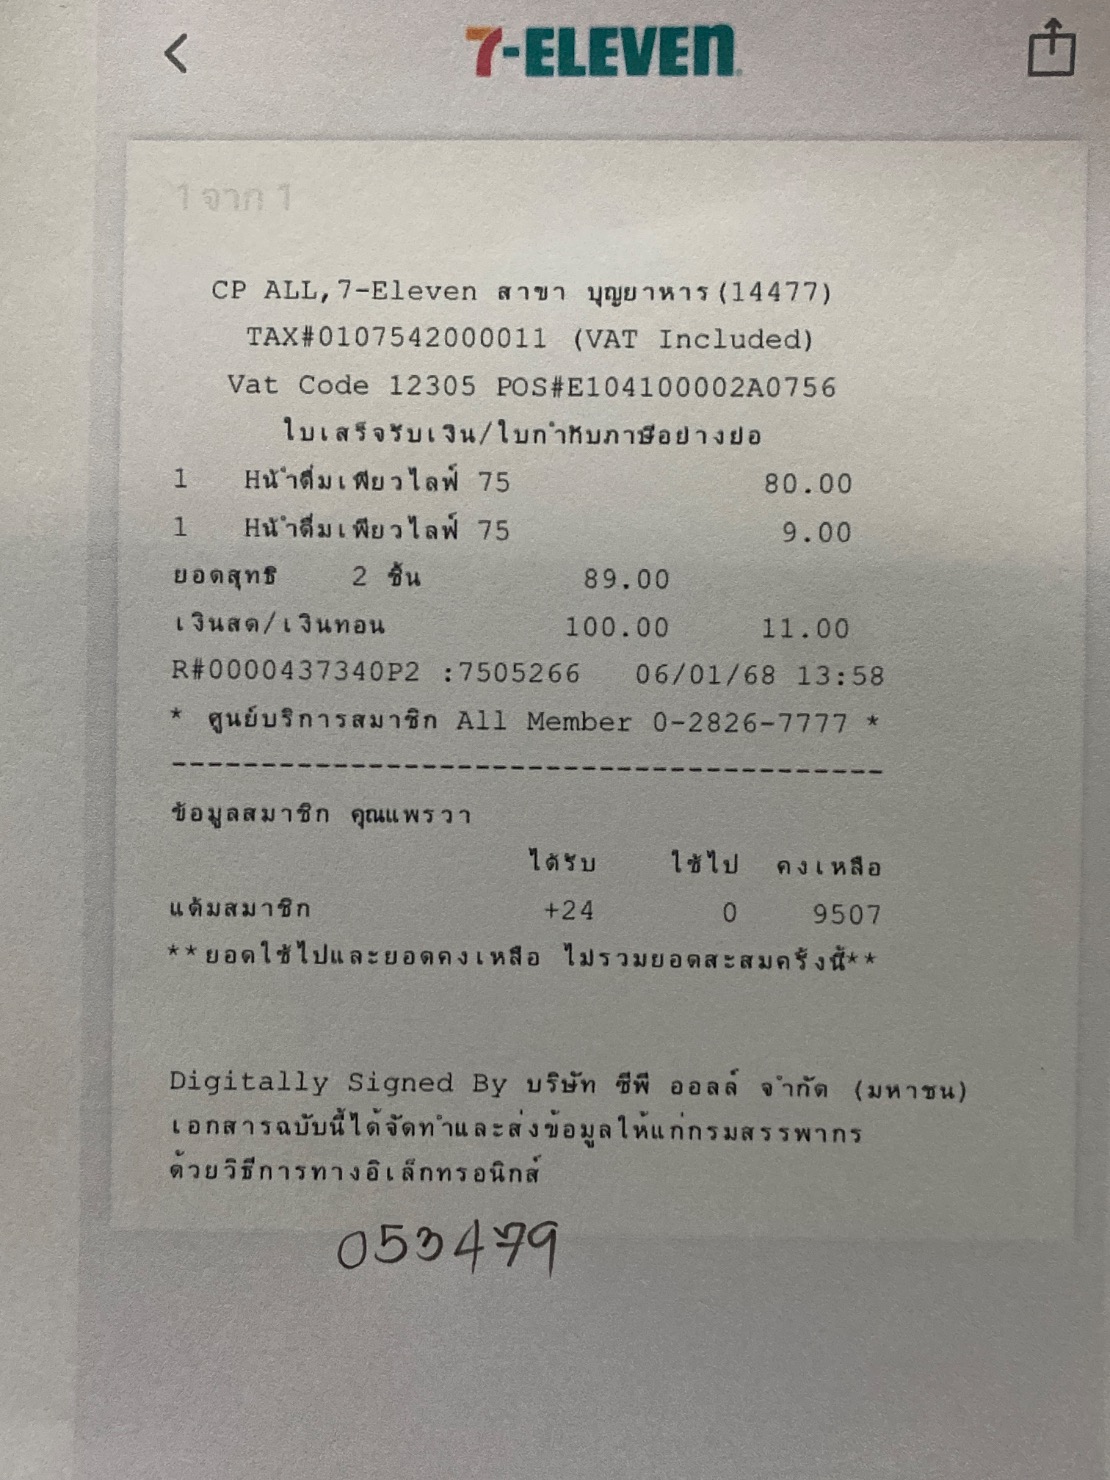 7-ELEVEN
1 จาก 1
CP ALL,7-Eleven สาขา บุญยาหาร(14477)
TAX#0107542000011 (VAT Included)
Vat Code 12305 POS#E104100002A0756
ใบเสร็จรับเงิน/ใบกำกับภาษีอย่างย่อ
1 Hน้ำดื่มเพียวไลฟ์ 75 80.00
1 Hน้ำดื่มเพียวไลฟ์ 75 9.00
ยอดสุทธิ 2 ชิ้น 89.00
เงินสด/เงินทอน 100.00 11.00
R#0000437340P2 :7505266 06/01/68 13:58
* ศูนย์บริการสมาชิก All Member 0-2826-7777 *
----------------------------------------
ข้อมูลสมาชิก คุณแพรวา
ได้รับ ใช้ไป คงเหลือ
แต้มสมาชิก +24 0 9507
**ยอดใช้ไปและยอดคงเหลือ ไม่รวมยอดสะสมครั้งนี้**
Digitally Signed By บริษัท ซีพี ออลล์ จำกัด (มหาชน)
เอกสารฉบับนี้ได้จัดทำและส่งข้อมูลให้แก่กรมสรรพากร
ด้วยวิธีการทางอิเล็กทรอนิกส์
053479